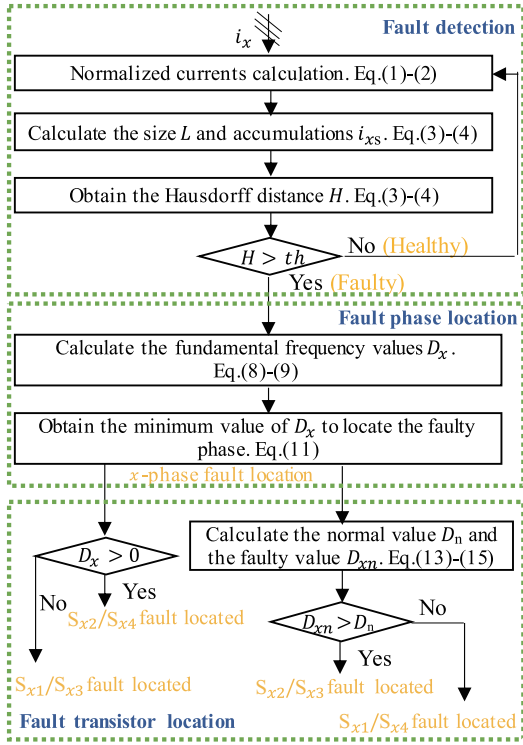 Fault detection
i_x
Normalized currents calculation. Eq.(1)-(2)
Calculate the size L and accumulations i_xs. Eq.(3)-(4)
Obtain the Hausdorff distance H. Eq.(3)-(4)
H > th
No (Healthy)
Yes (Faulty)
Fault phase location
Calculate the fundamental frequency values D_x.
Eq.(8)-(9)
Obtain the minimum value of D_x to locate the faulty
phase. Eq.(11)
x-phase fault location
D_x > 0
No
Yes
S_x2/S_x4 fault located
S_x1/S_x3 fault located
Calculate the normal value D_n and
the faulty value D_xn. Eq.(13)-(15)
D_xn > D_n
No
Yes
S_x2/S_x3 fault located
S_x1/S_x4 fault located
Fault transistor location